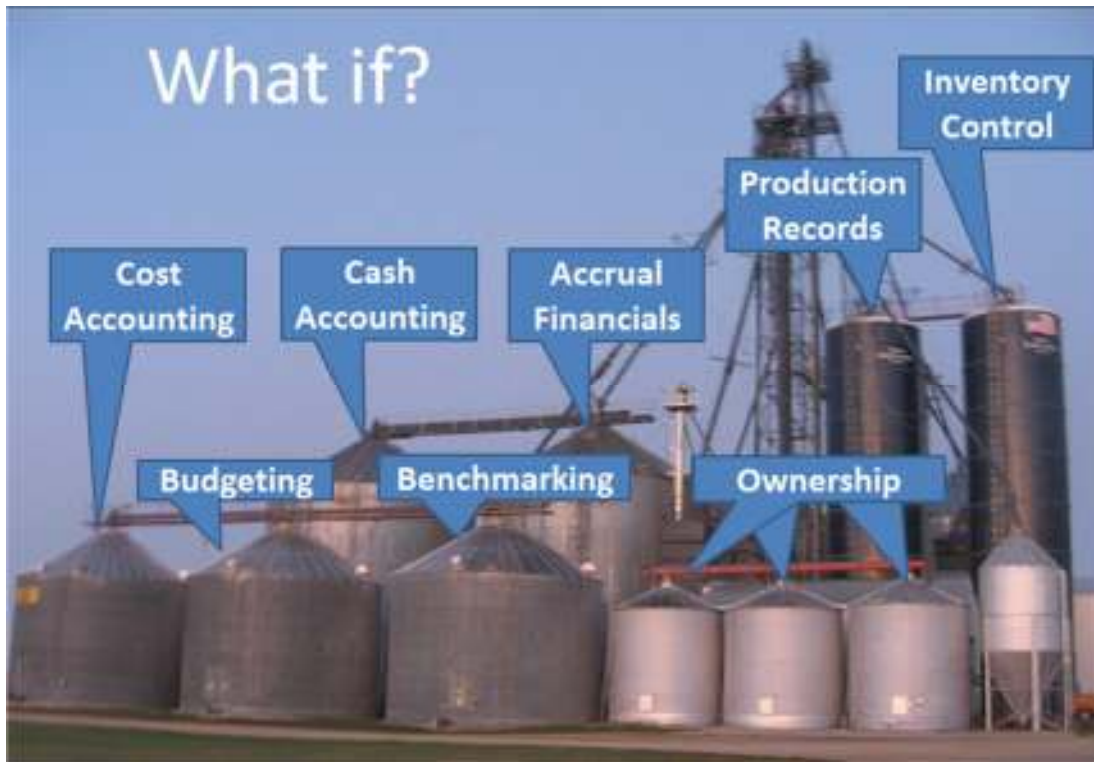 What if?
Inventory
Control
Production
Records
Cost
Accounting
Cash
Accounting
Accrual
Financials
Budgeting
Benchmarking
Ownership